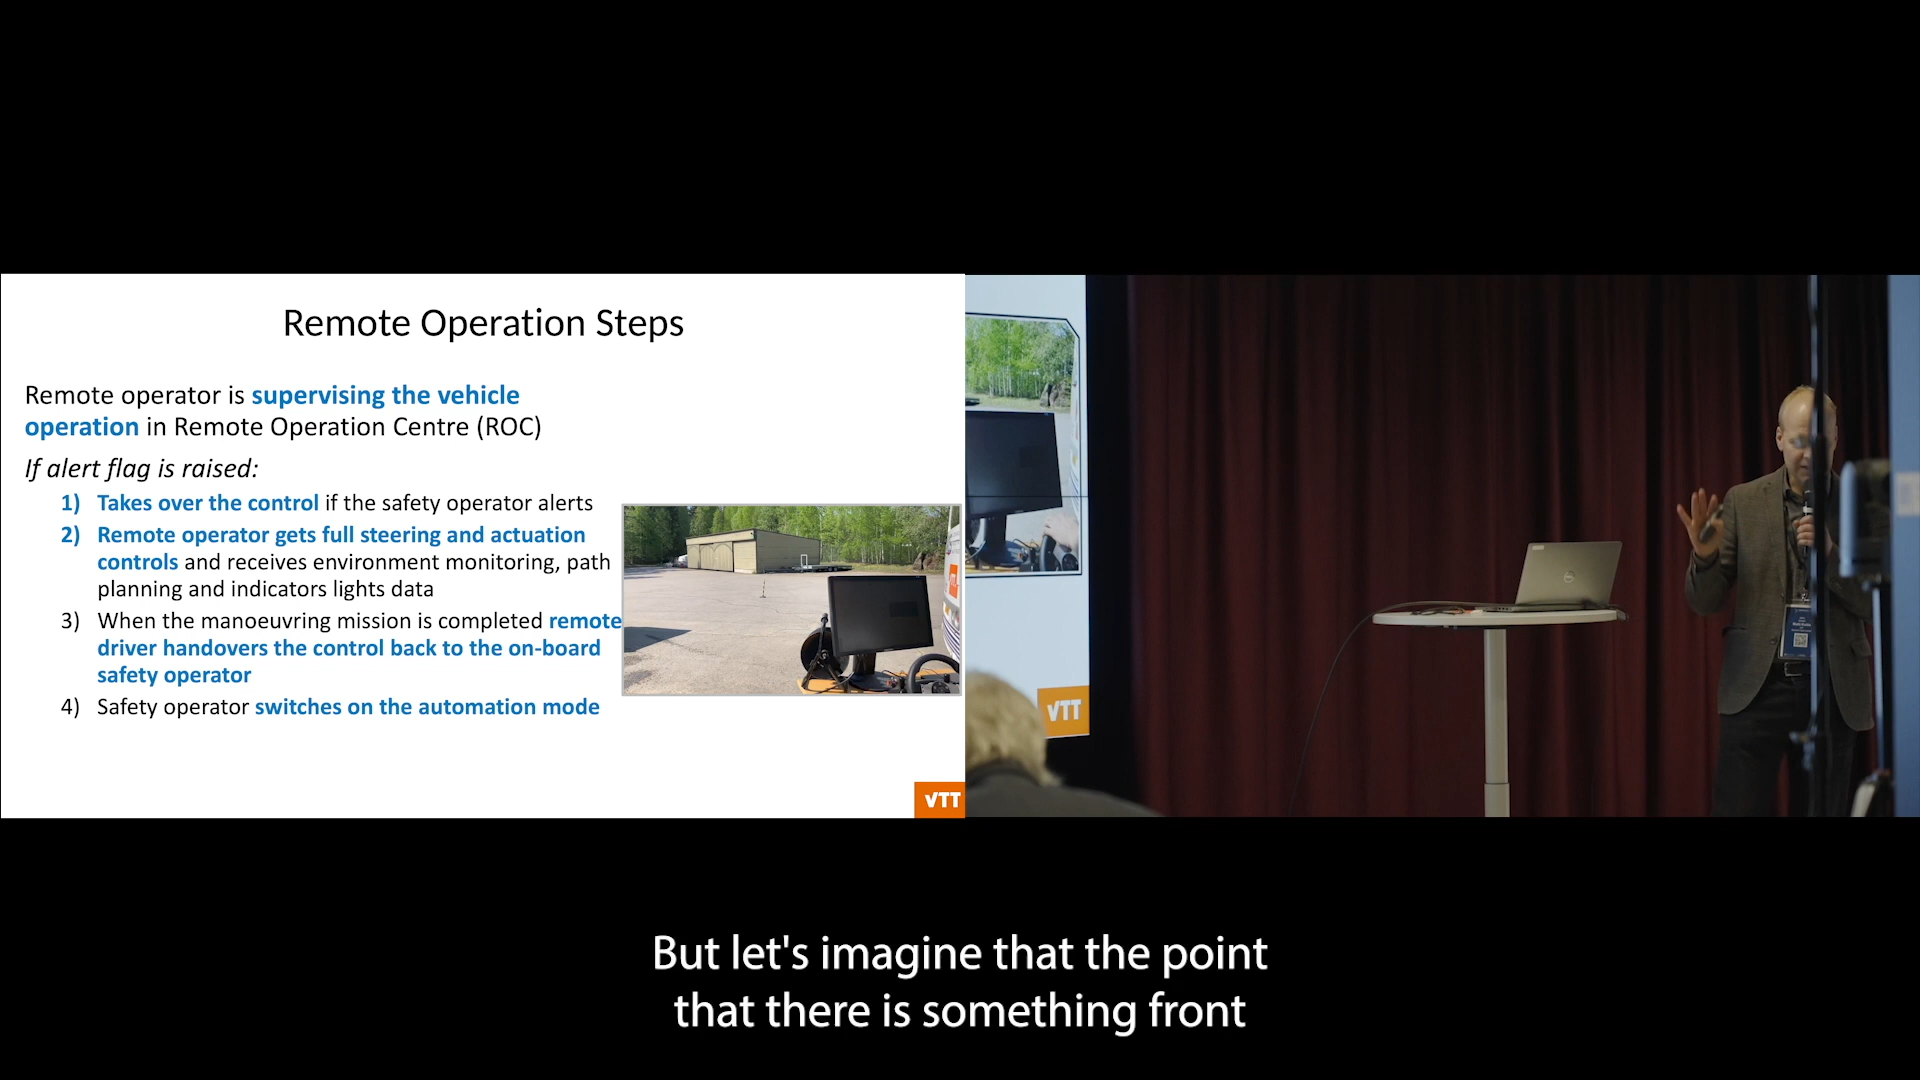 Remote Operation Steps
Remote operator is supervising the vehicle
operation in Remote Operation Centre (ROC)
If alert flag is raised:
1) Takes over the control if the safety operator alerts
2) Remote operator gets full steering and actuation
controls and receives environment monitoring, path
planning and indicators lights data
3) When the manoeuvring mission is completed remote
driver handovers the control back to the on-board
safety operator
4) Safety operator switches on the automation mode
VTT
VTT
But let's imagine that the point
that there is something front